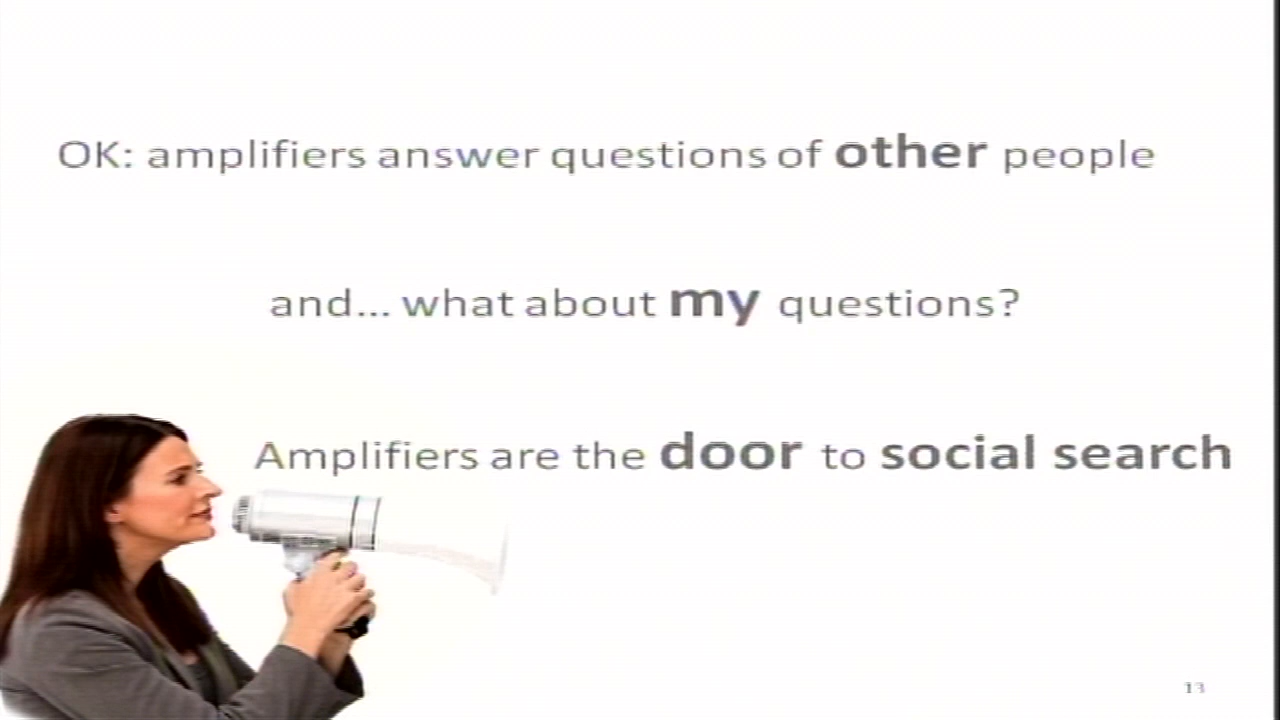 OK: amplifiers answer questions of other people
and... what about my questions?
Amplifiers are the door to social search
13